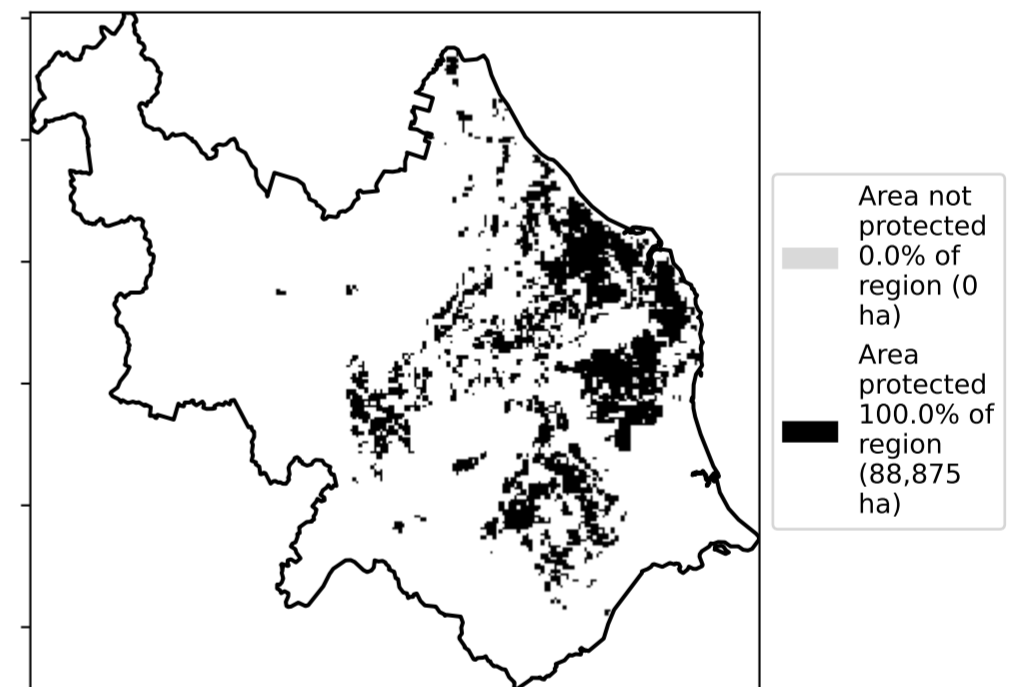 Area not
protected
0.0% of
region (0
ha)
Area
protected
100.0% of
region
(88,875
ha)